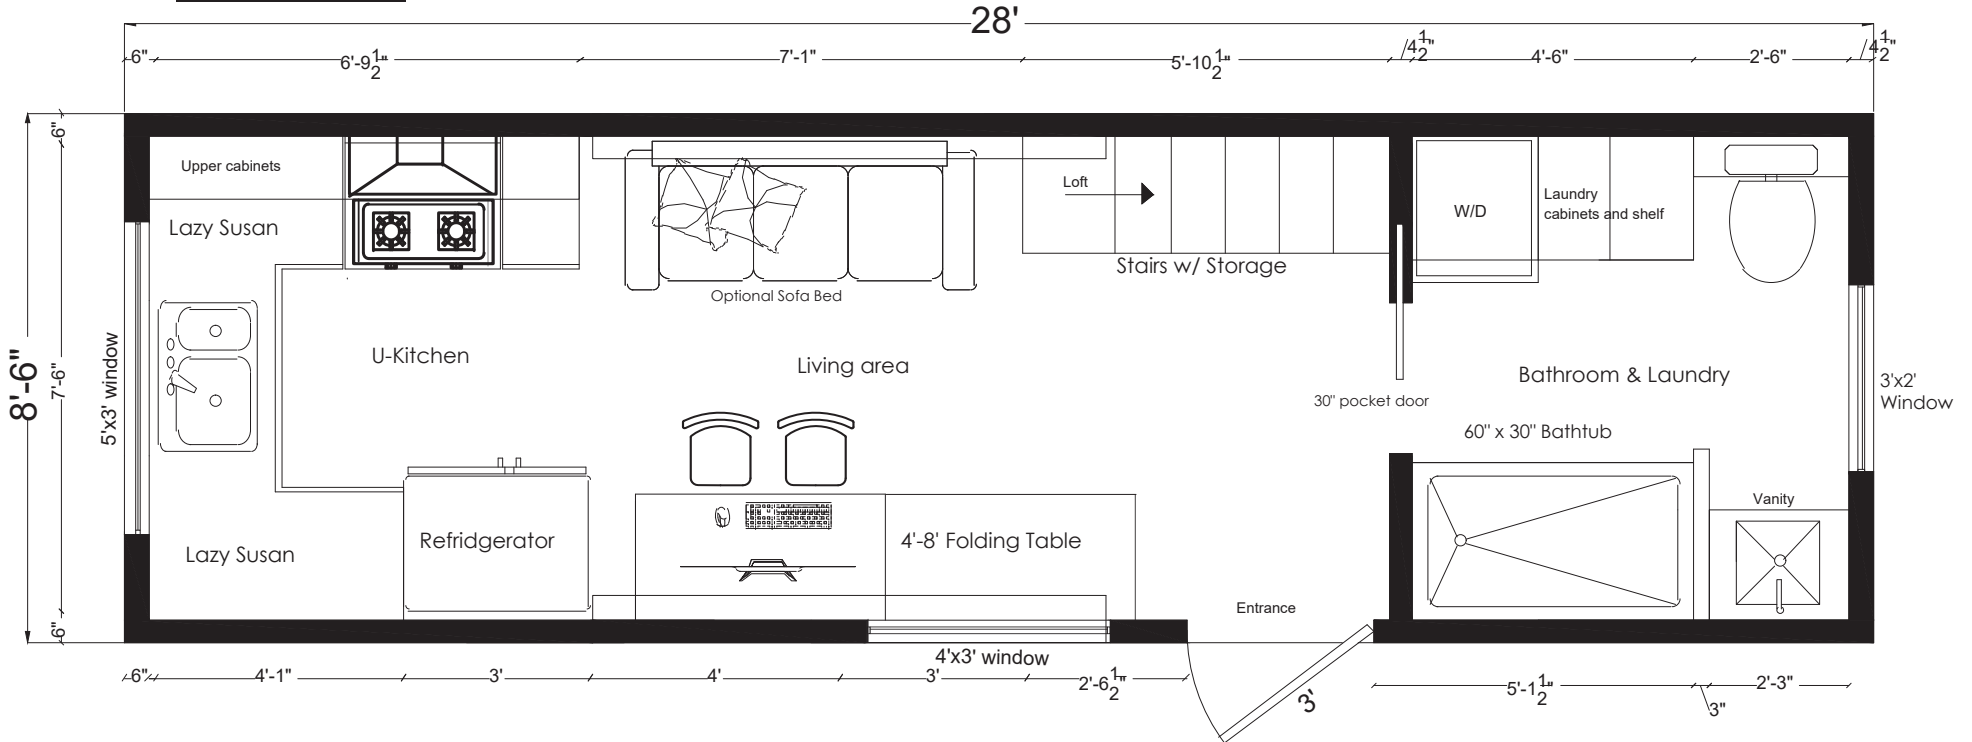 28'
6"
6'-9 1/2"
7'-1"
5'-10 1/2"
4 1/2"
4'-6"
2'-6"
4 1/2"
6"
Upper cabinets
Loft
W/D
Laundry
cabinets and shelf
Lazy Susan
Stairs w/ Storage
Optional Sofa Bed
8'-6"
7'-6"
5'x3' window
U-Kitchen
Living area
Bathroom & Laundry
3'x2'
Window
30" pocket door
60" x 30" Bathtub
Vanity
Refridgerator
4'-8' Folding Table
Lazy Susan
Entrance
6"
4'x3' window
6"
4'-1"
3'
4'
3'
2'-6 1/2"
3'
5'-1 1/2"
3"
2'-3"